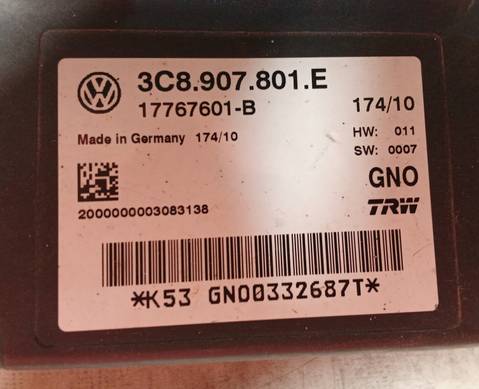 3C8.907.801.E
17767601-B 174/10
Made in Germany 174/10 HW: 011
SW: 0007
GNO
2000000003083138 TRW
*K53 GNO0332687T*